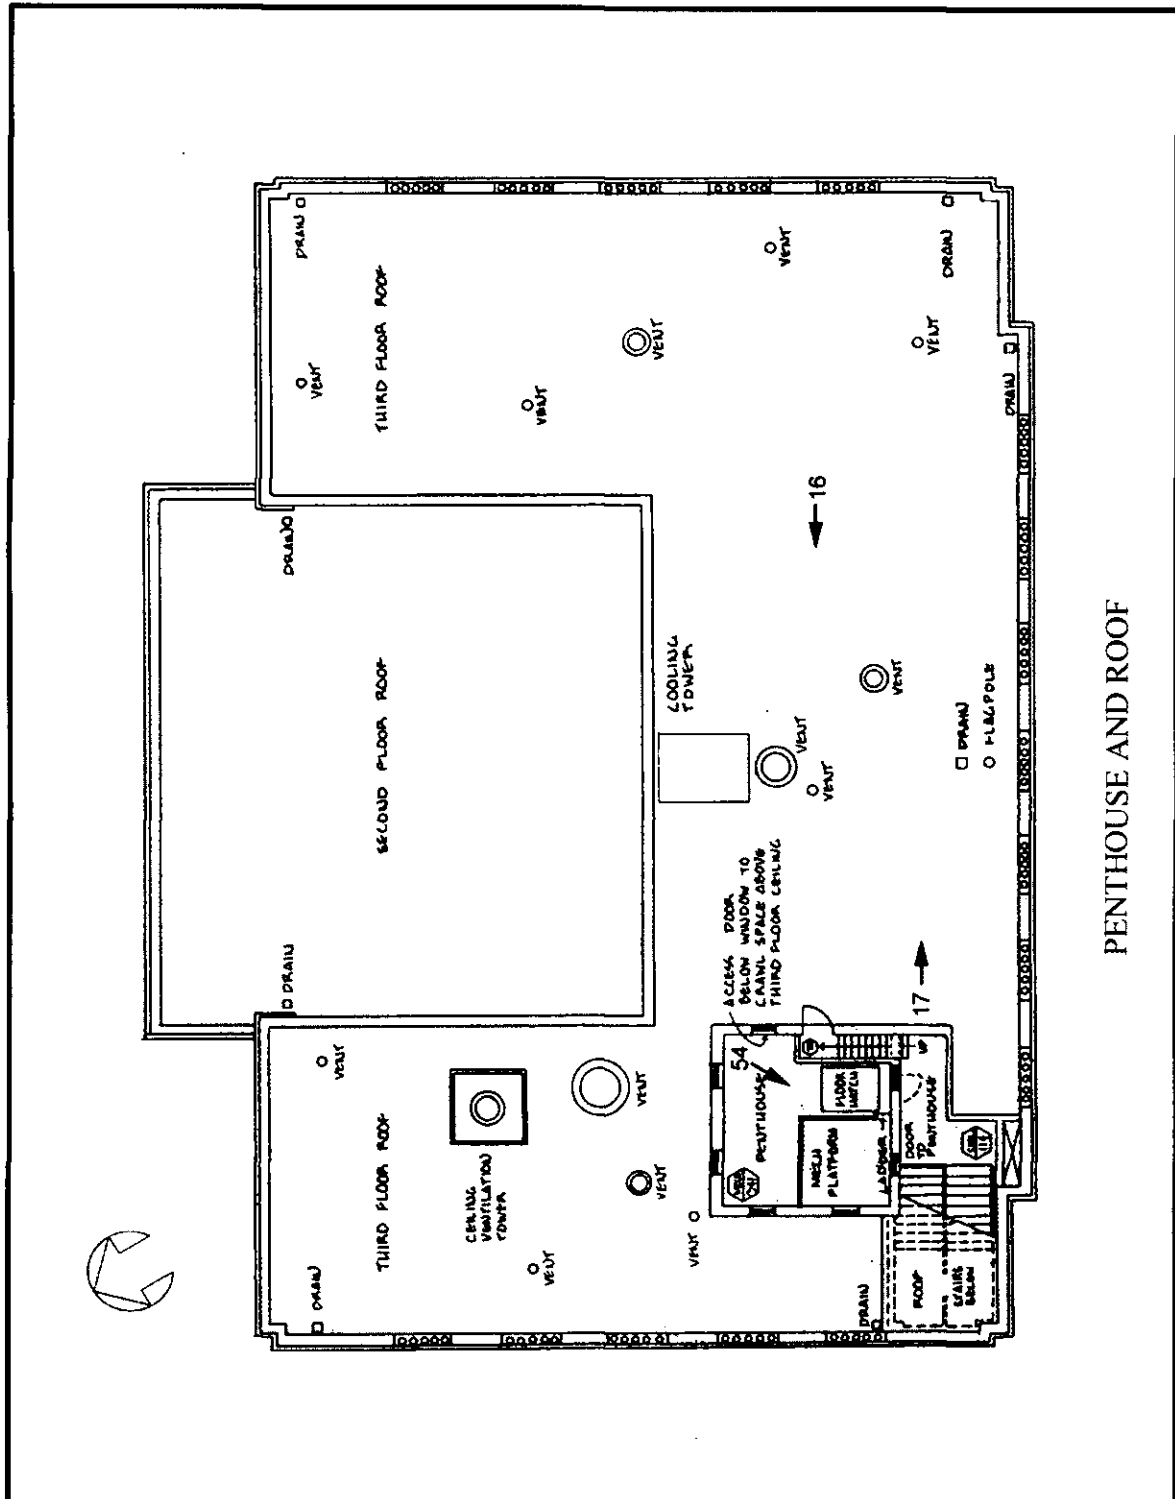 DRAIN
VENT
THIRD FLOOR ROOF
VENT
VENT
VENT
DRAIN
VENT
DRAIN
DRAIN
SECOND FLOOR ROOF
DRAIN
16
COOLING
TOWER
VENT
VENT
VENT
DRAIN
FLAGPOLE
ACCESS DOOR
BELOW WINDOW TO
CRAWL SPACE ABOVE
THIRD FLOOR CEILING
17
54
PENTHOUSE
FLOOR
HATCH
UP
MECH
PLATFORM
LADDER
DOOR
TO
PENTHOUSE
VENT
THIRD FLOOR ROOF
CEILING
VENTILATION
TOWER
VENT
VENT
VENT
VENT
DRAIN
DRAIN
ROOF
STAIRS
BELOW
PENTHOUSE AND ROOF